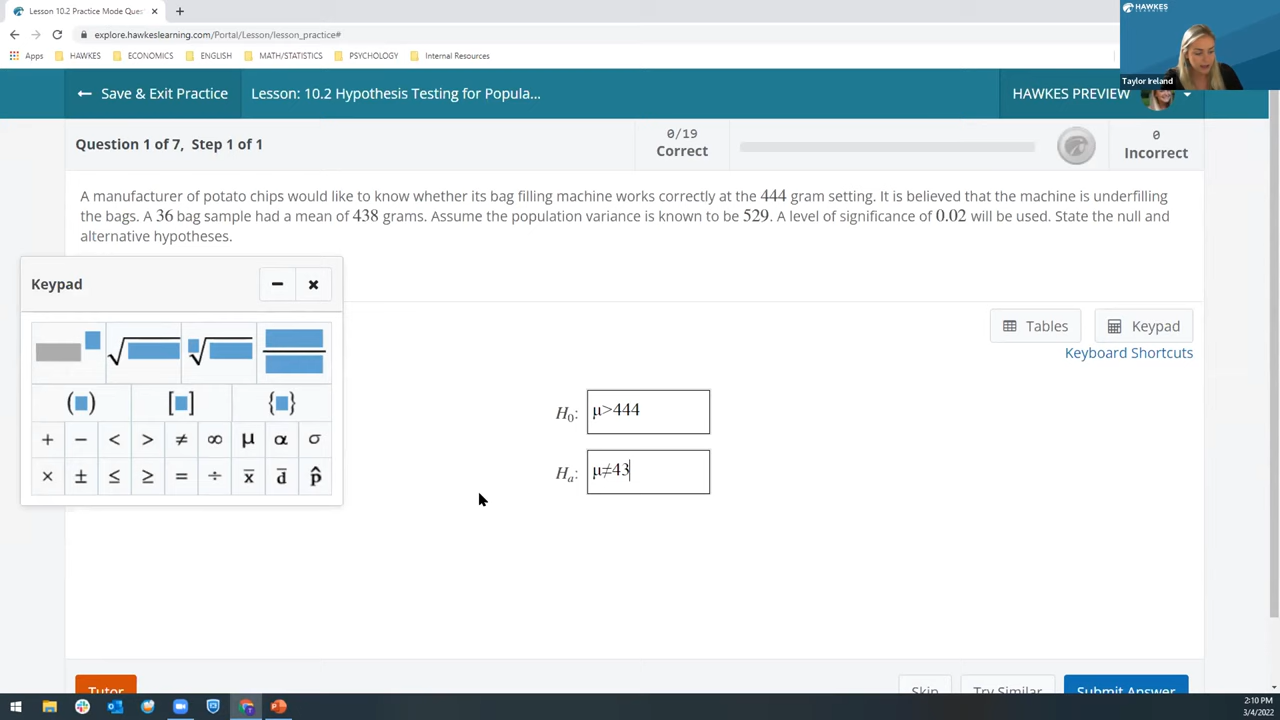 Lesson 10.2 Practice Mode Ques
explore.hawkeslearning.com/Portal/Lesson/lesson_practice#
Apps HAWKES ECONOMICS ENGLISH MATH/STATISTICS PSYCHOLOGY Internal Resources
HAWKES
LEARNING
Taylor Ireland
← Save & Exit Practice Lesson: 10.2 Hypothesis Testing for Popula... HAWKES PREVIEW
Question 1 of 7, Step 1 of 1
0/19
Correct
0
Incorrect
A manufacturer of potato chips would like to know whether its bag filling machine works correctly at the 444 gram setting. It is believed that the machine is underfilling
the bags. A 36 bag sample had a mean of 438 grams. Assume the population variance is known to be 529. A level of significance of 0.02 will be used. State the null and
alternative hypotheses.
Keypad
√ √
( ) [ ] { }
+ − < > ≠ ∞ μ α σ
× ± ≤ ≥ = ÷ x̄ d̄ p̂
Tables Keypad
Keyboard Shortcuts
H₀: μ>444
Hₐ: μ≠43
Tutor Skip Try Similar Submit Answer
2:10 PM
3/4/2022